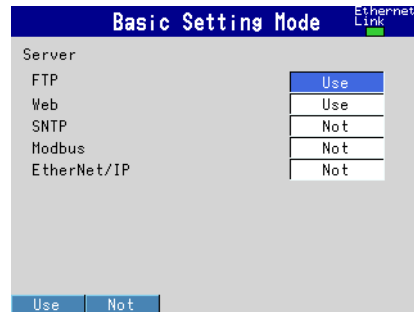 Basic Setting Mode
Ethernet
Link
Server
FTP Use
Web Use
SNTP Not
Modbus Not
EtherNet/IP Not
Use Not